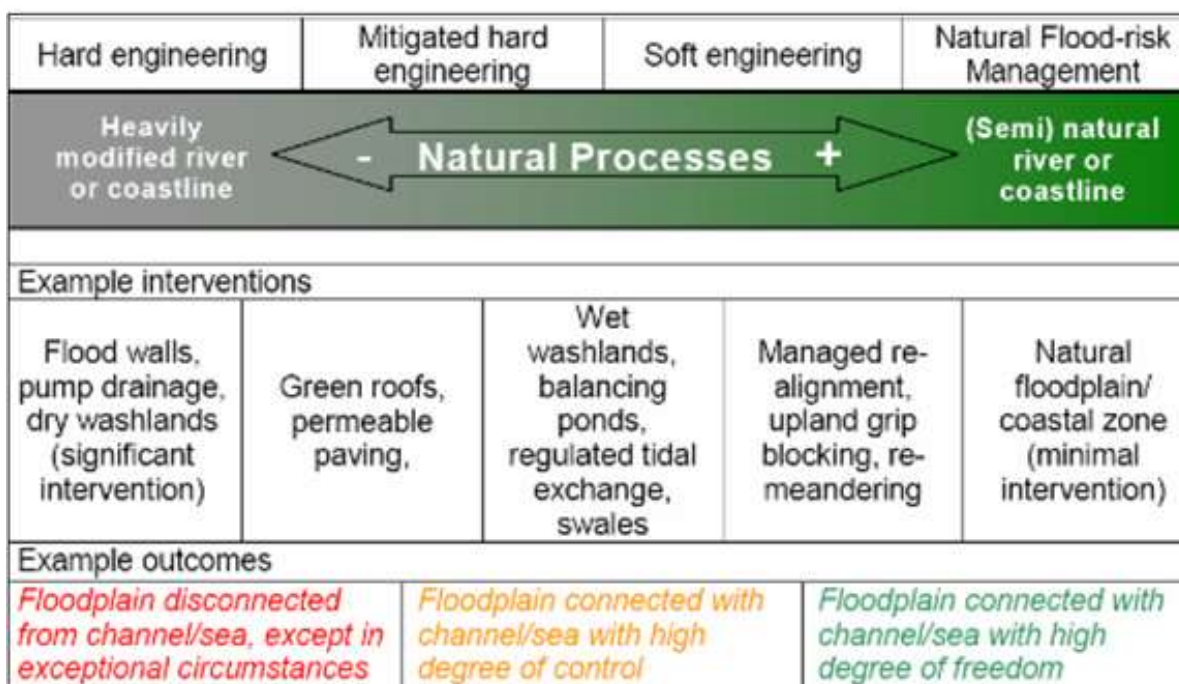 Hard engineering
Mitigated hard
engineering
Soft engineering
Natural Flood-risk
Management
Heavily
modified river
or coastline
- Natural Processes +
(Semi) natural
river or
coastline
Example interventions
Flood walls,
pump drainage,
dry washlands
(significant
intervention)
Green roofs,
permeable
paving,
Wet
washlands,
balancing
ponds,
regulated tidal
exchange,
swales
Managed re-
alignment,
upland grip
blocking, re-
meandering
Natural
floodplain/
coastal zone
(minimal
intervention)
Example outcomes
Floodplain disconnected
from channel/sea, except in
exceptional circumstances
Floodplain connected with
channel/sea with high
degree of control
Floodplain connected with
channel/sea with high
degree of freedom